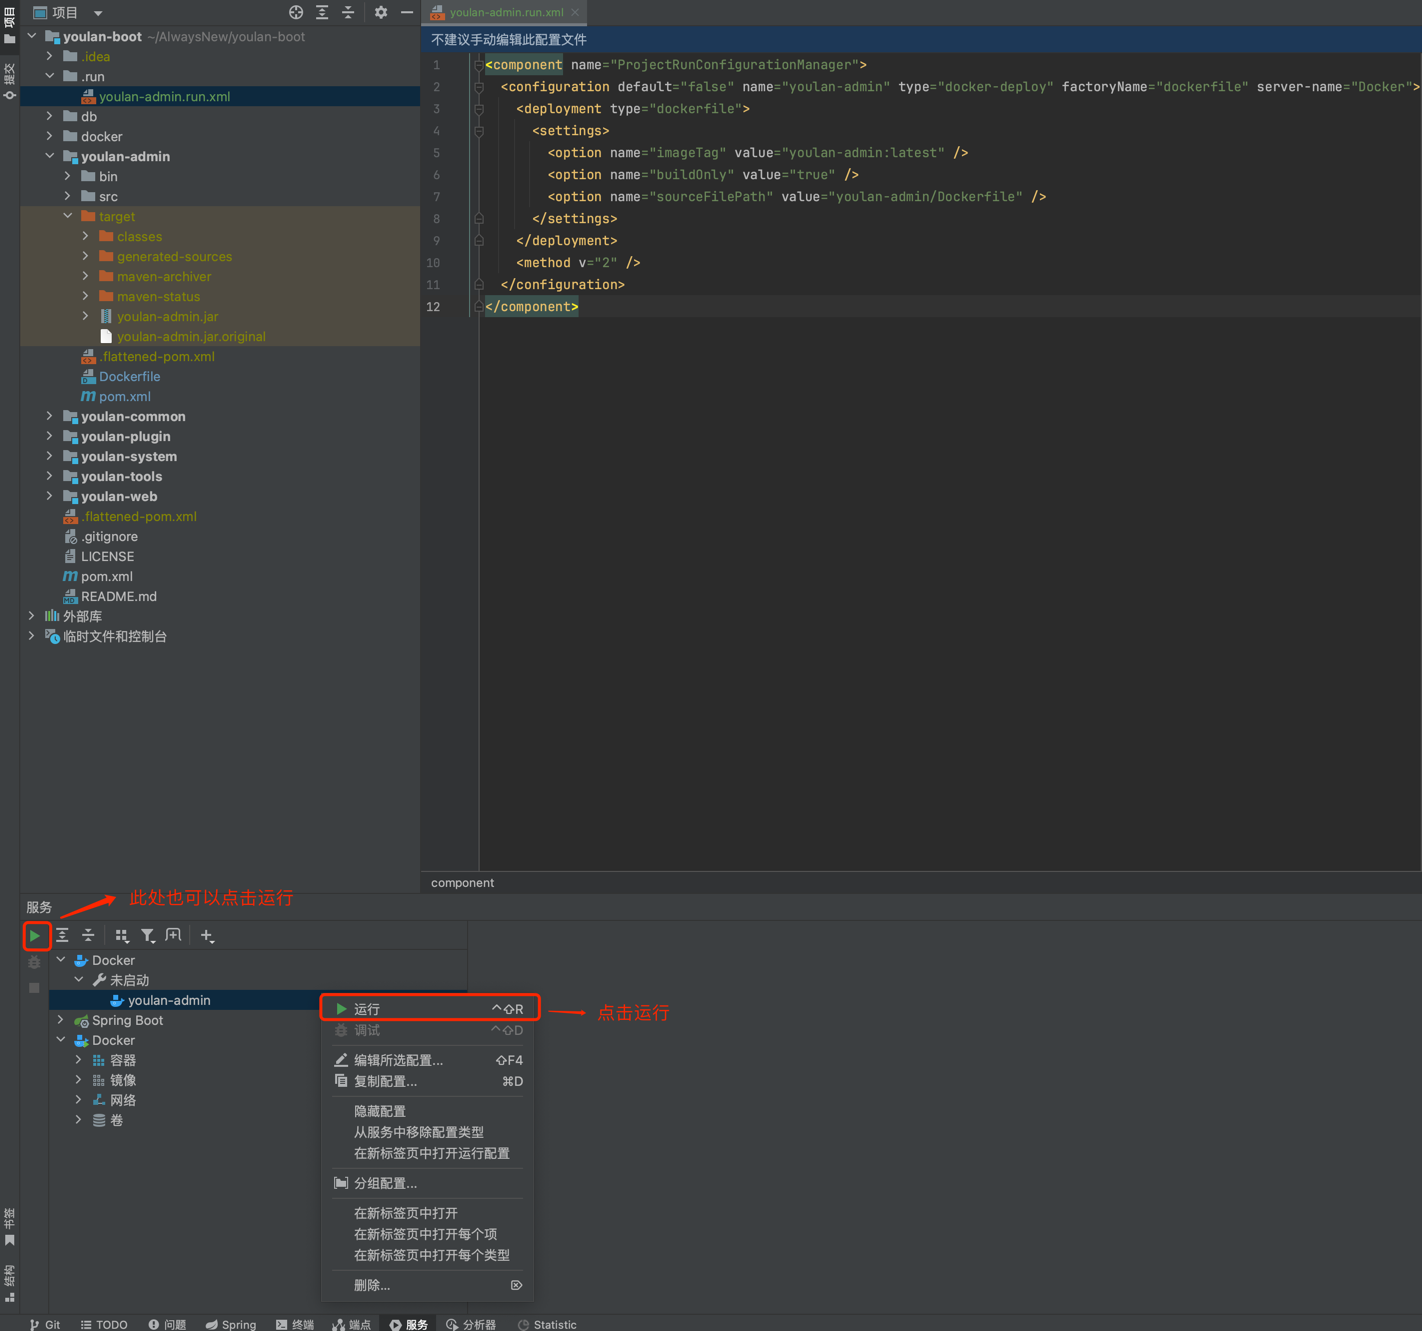 项目
youlan-admin.run.xml
项目
youlan-boot ~/AlwaysNew/youlan-boot
.idea
.run
youlan-admin.run.xml
db
docker
youlan-admin
bin
src
target
classes
generated-sources
maven-archiver
maven-status
youlan-admin.jar
youlan-admin.jar.original
.flattened-pom.xml
Dockerfile
pom.xml
youlan-common
youlan-plugin
youlan-system
youlan-tools
youlan-web
.flattened-pom.xml
.gitignore
LICENSE
pom.xml
README.md
外部库
临时文件和控制台
提交
不建议手动编辑此配置文件
1 <component name="ProjectRunConfigurationManager">
2 <configuration default="false" name="youlan-admin" type="docker-deploy" factoryName="dockerfile" server-name="Docker">
3 <deployment type="dockerfile">
4 <settings>
5 <option name="imageTag" value="youlan-admin:latest" />
6 <option name="buildOnly" value="true" />
7 <option name="sourceFilePath" value="youlan-admin/Dockerfile" />
8 </settings>
9 </deployment>
10 <method v="2" />
11 </configuration>
12 </component>
component
服务
此处也可以点击运行
Docker
未启动
youlan-admin
Spring Boot
Docker
容器
镜像
网络
卷
运行 ^⇧R
点击运行
调试 ^⇧D
编辑所选配置... ⇧F4
复制配置... ⌘D
隐藏配置
从服务中移除配置类型
在新标签页中打开运行配置
分组配置...
在新标签页中打开
在新标签页中打开每个项
在新标签页中打开每个类型
删除... ⌦
书签
结构
Git TODO 问题 Spring 终端 端点 服务 分析器 Statistic